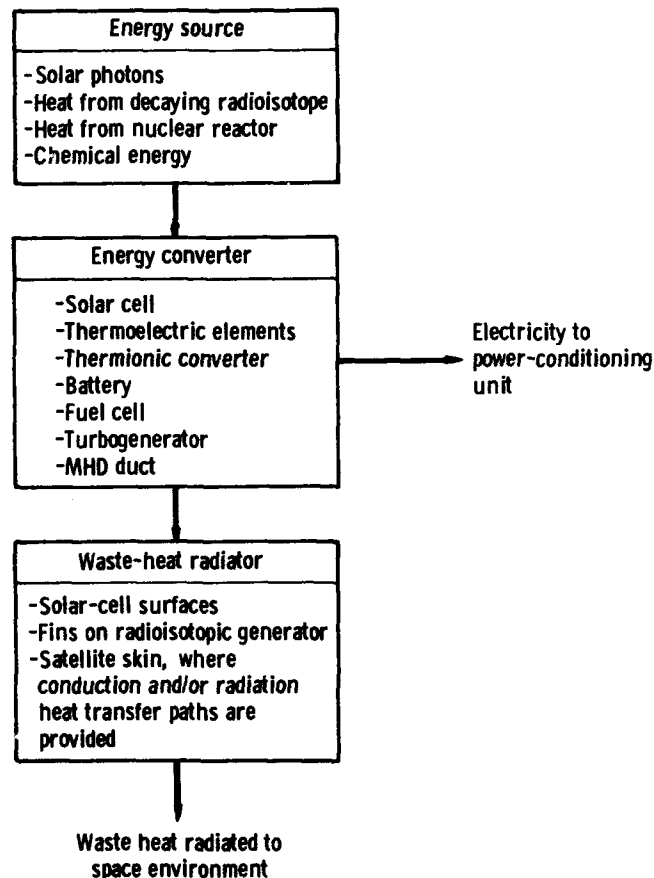 Energy source
-Solar photons
-Heat from decaying radioisotope
-Heat from nuclear reactor
-Chemical energy
Energy converter
-Solar cell
-Thermoelectric elements
-Thermionic converter
-Battery
-Fuel cell
-Turbogenerator
-MHD duct
Electricity to
power-conditioning
unit
Waste-heat radiator
-Solar-cell surfaces
-Fins on radioisotopic generator
-Satellite skin, where
conduction and/or radiation
heat transfer paths are
provided
Waste heat radiated to
space environment